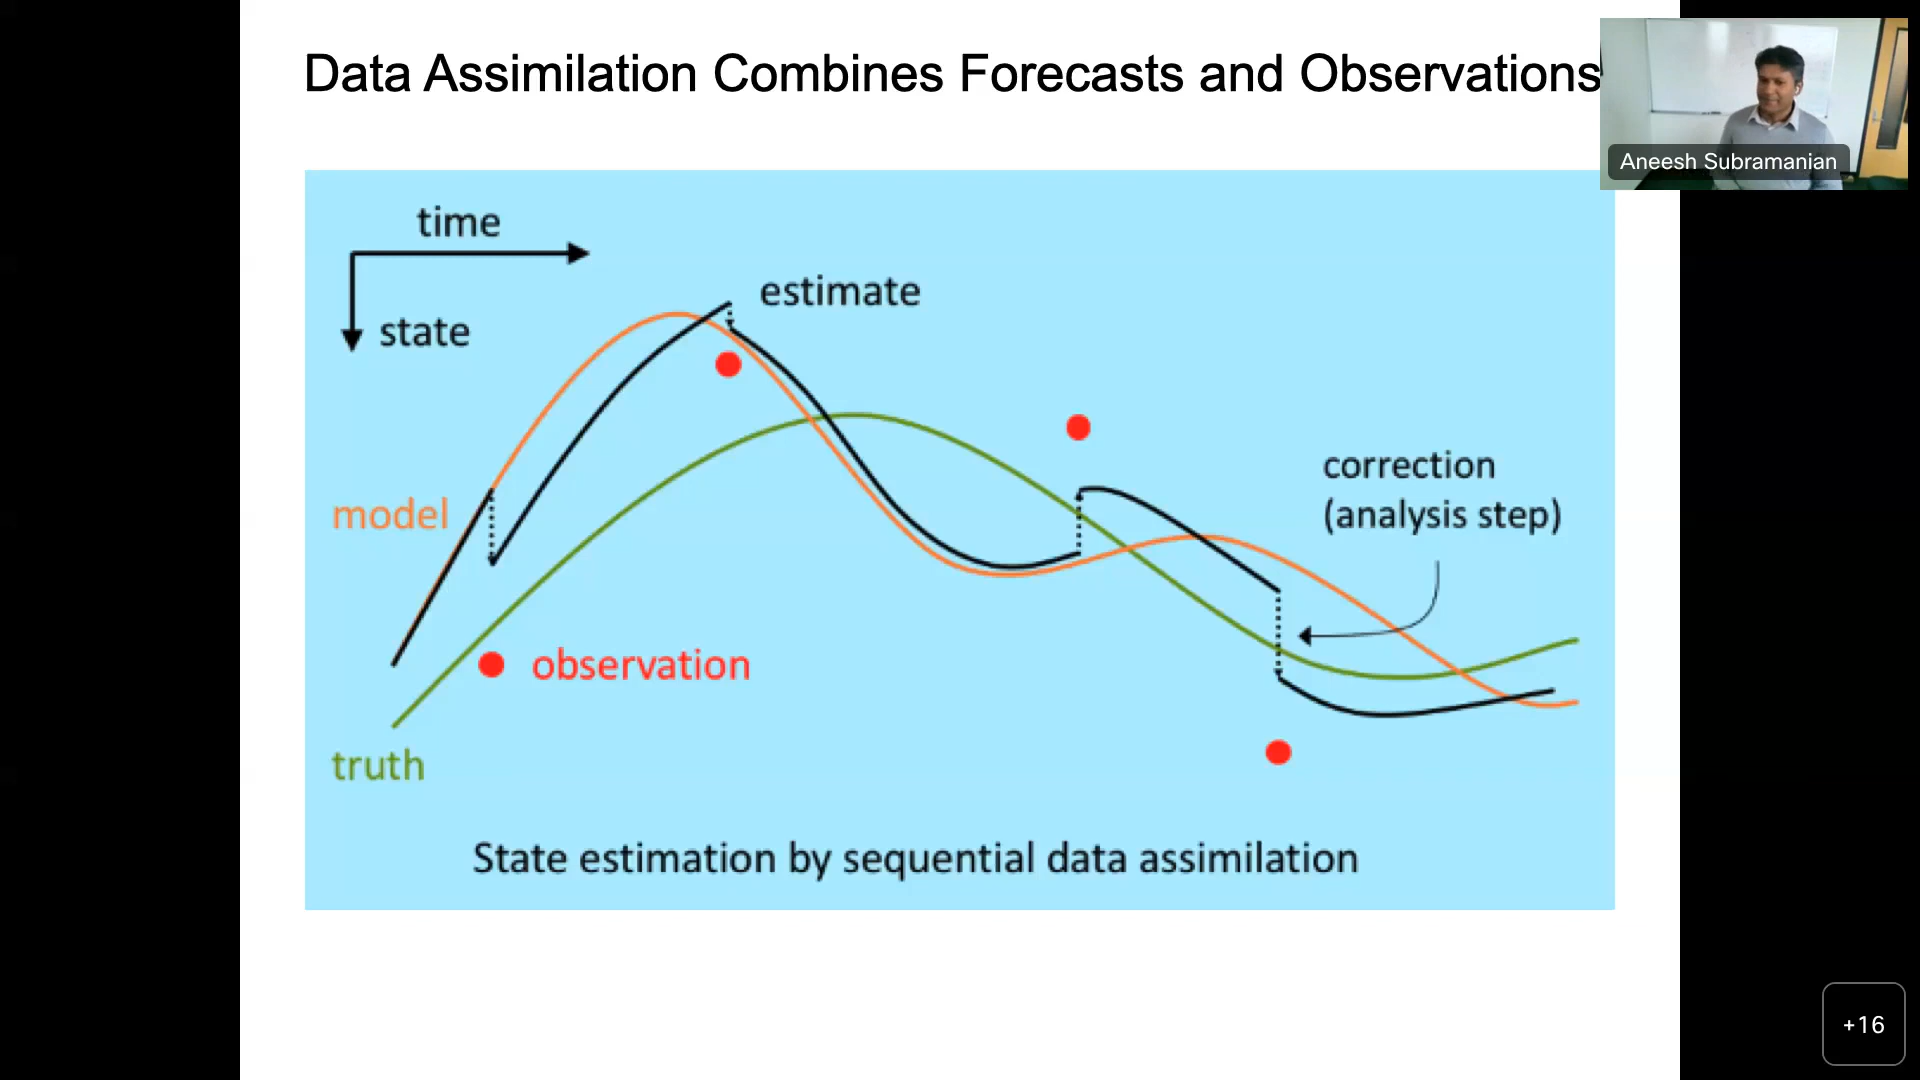 Data Assimilation Combines Forecasts and Observations
Aneesh Subramanian
time
estimate
state
correction
(analysis step)
model
observation
truth
State estimation by sequential data assimilation
+16